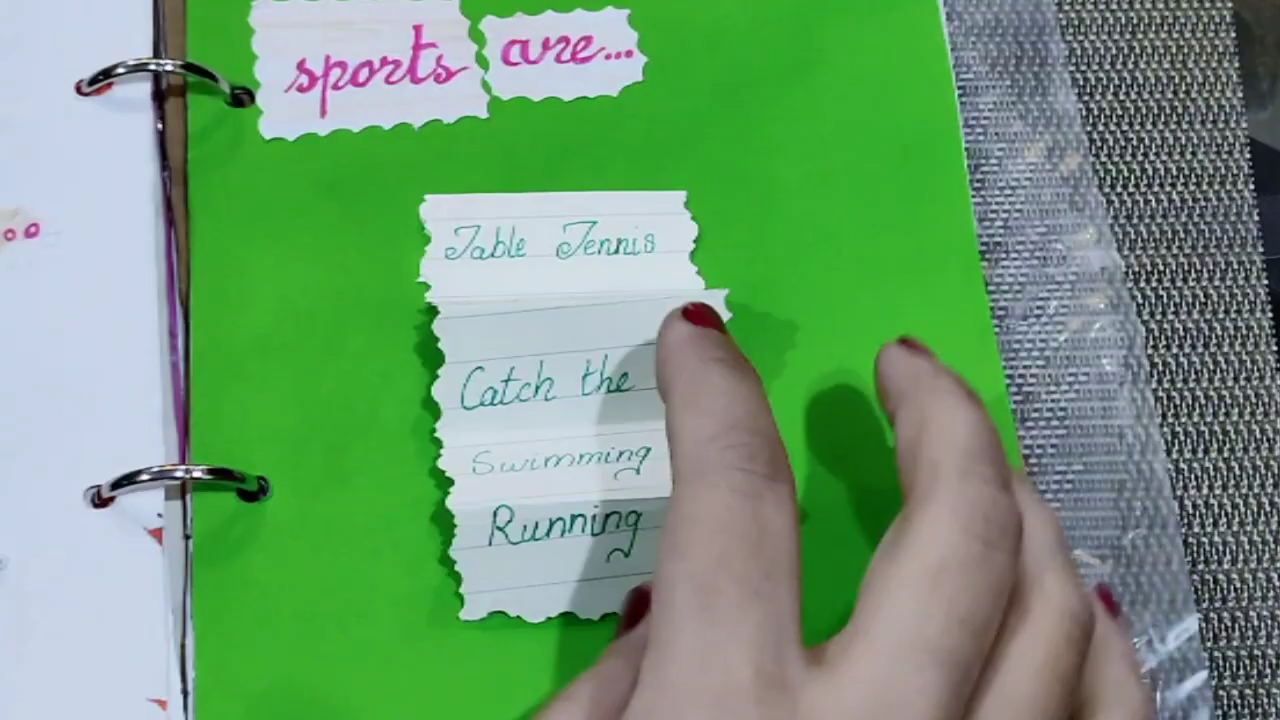 sports are...
Table Tennis
Catch the
Swimming
Running